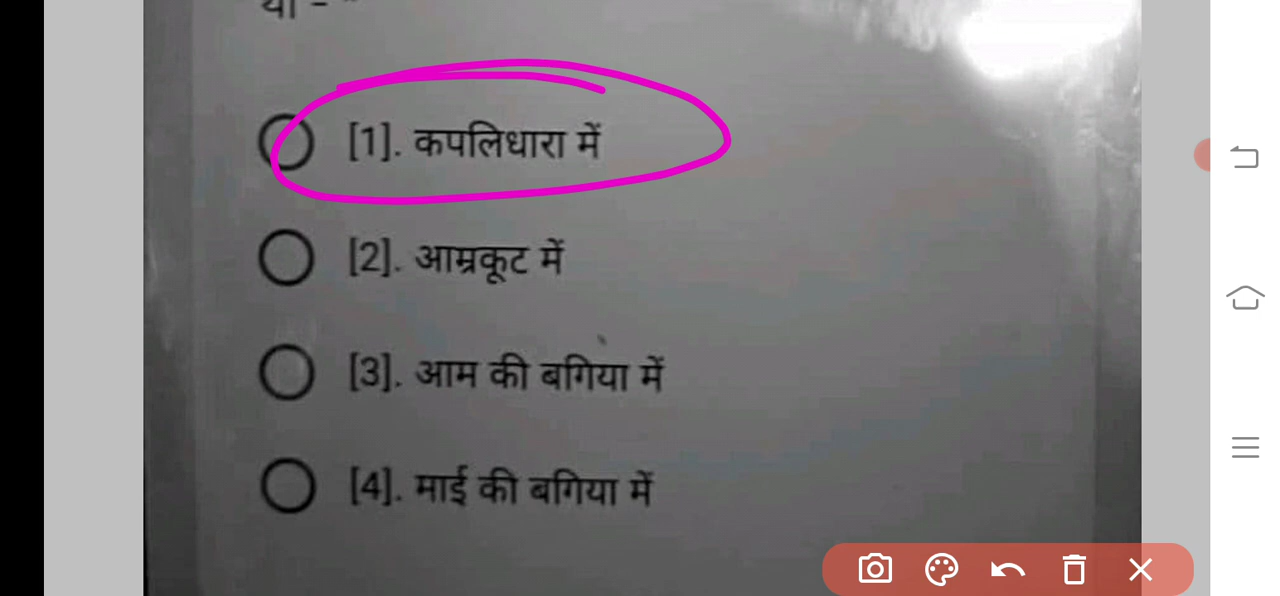 [1]. कपलिधारा में
[2]. आम्रकूट में
[3]. आम की बगिया में
[4]. माई की बगिया में